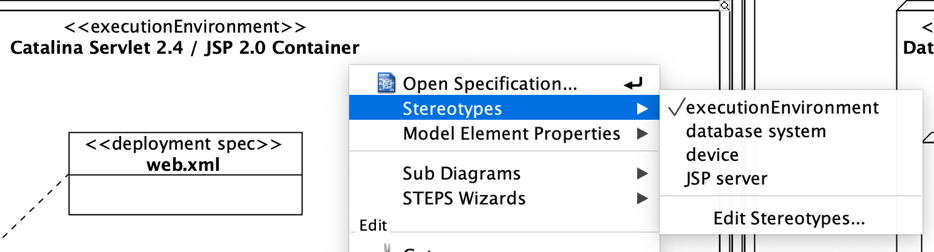 <<executionEnvironment>>
Catalina Servlet 2.4 / JSP 2.0 Container
<<deployment spec>>
web.xml
Open Specification...
Stereotypes
Model Element Properties
Sub Diagrams
STEPS Wizards
Edit
executionEnvironment
database system
device
JSP server
Edit Stereotypes...
<
Dat